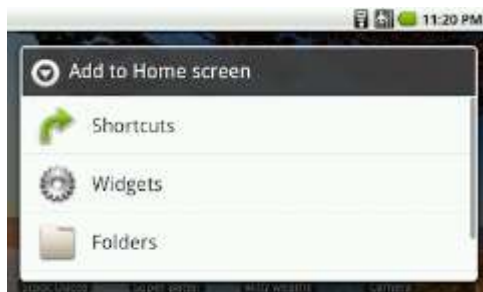 11:20 PM
Add to Home screen
Shortcuts
Widgets
Folders